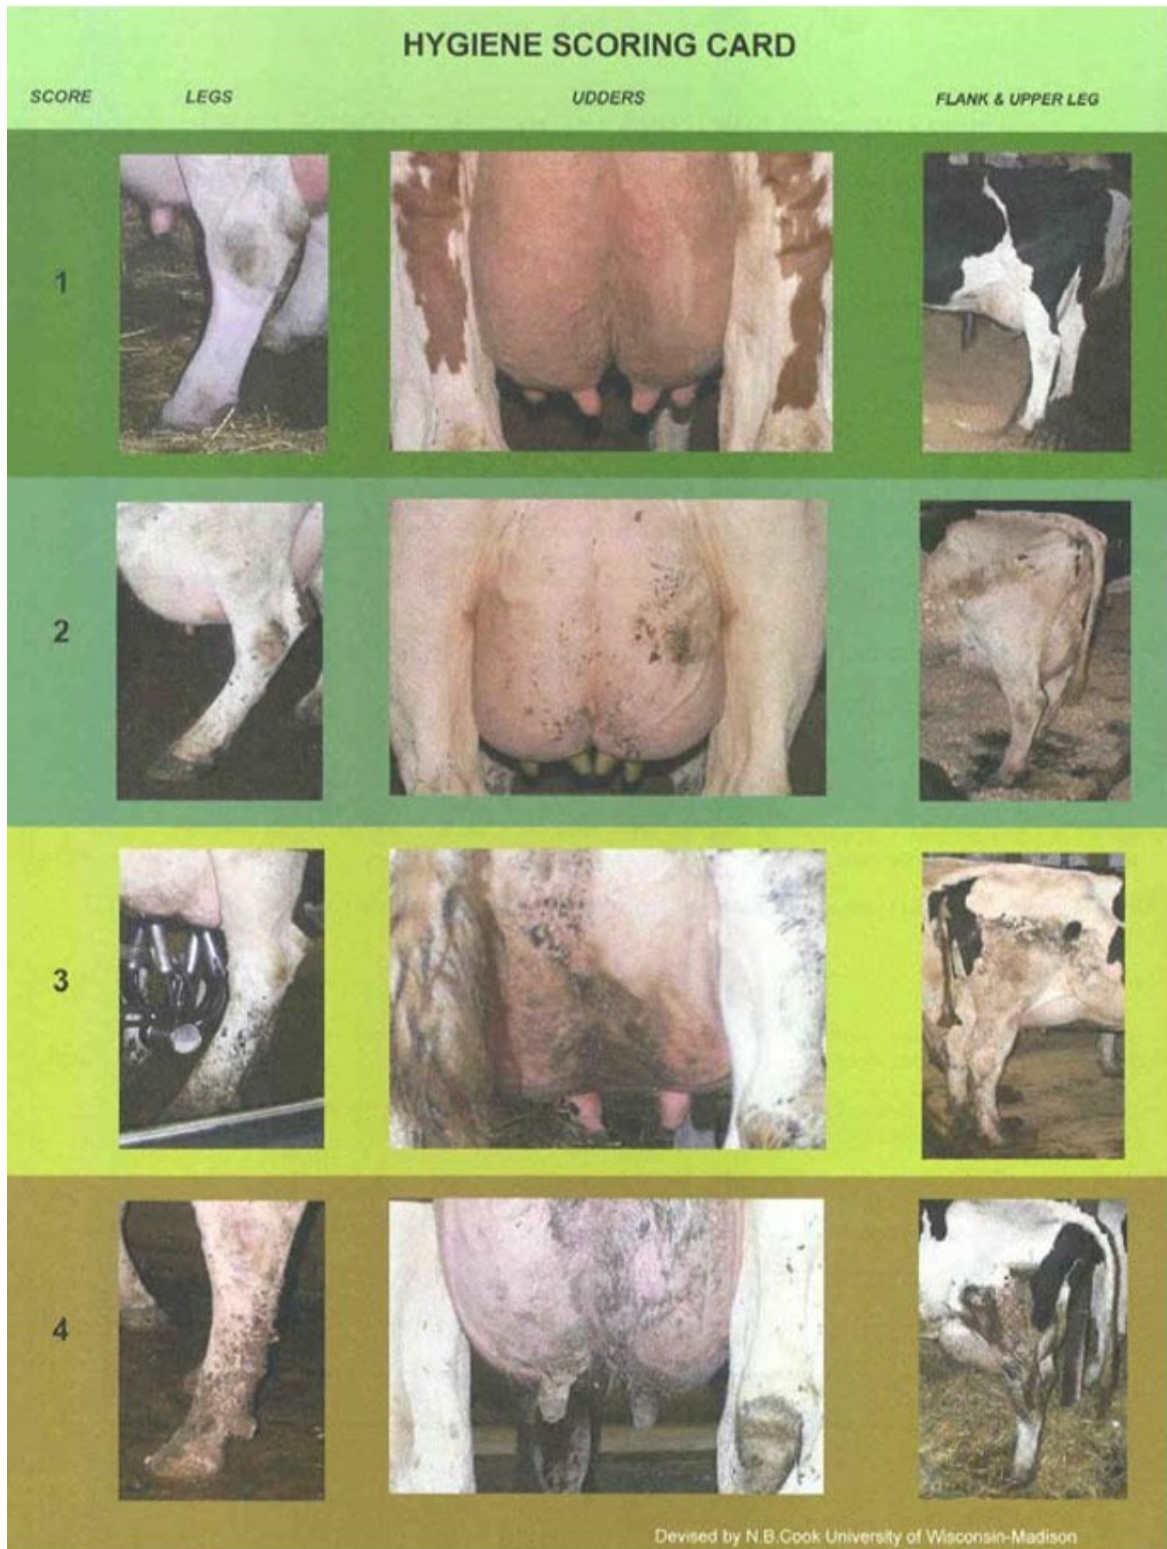 HYGIENE SCORING CARD
SCORE LEGS UDDERS FLANK & UPPER LEG
1
2
3
4
Devised by N.B.Cook University of Wisconsin-Madison